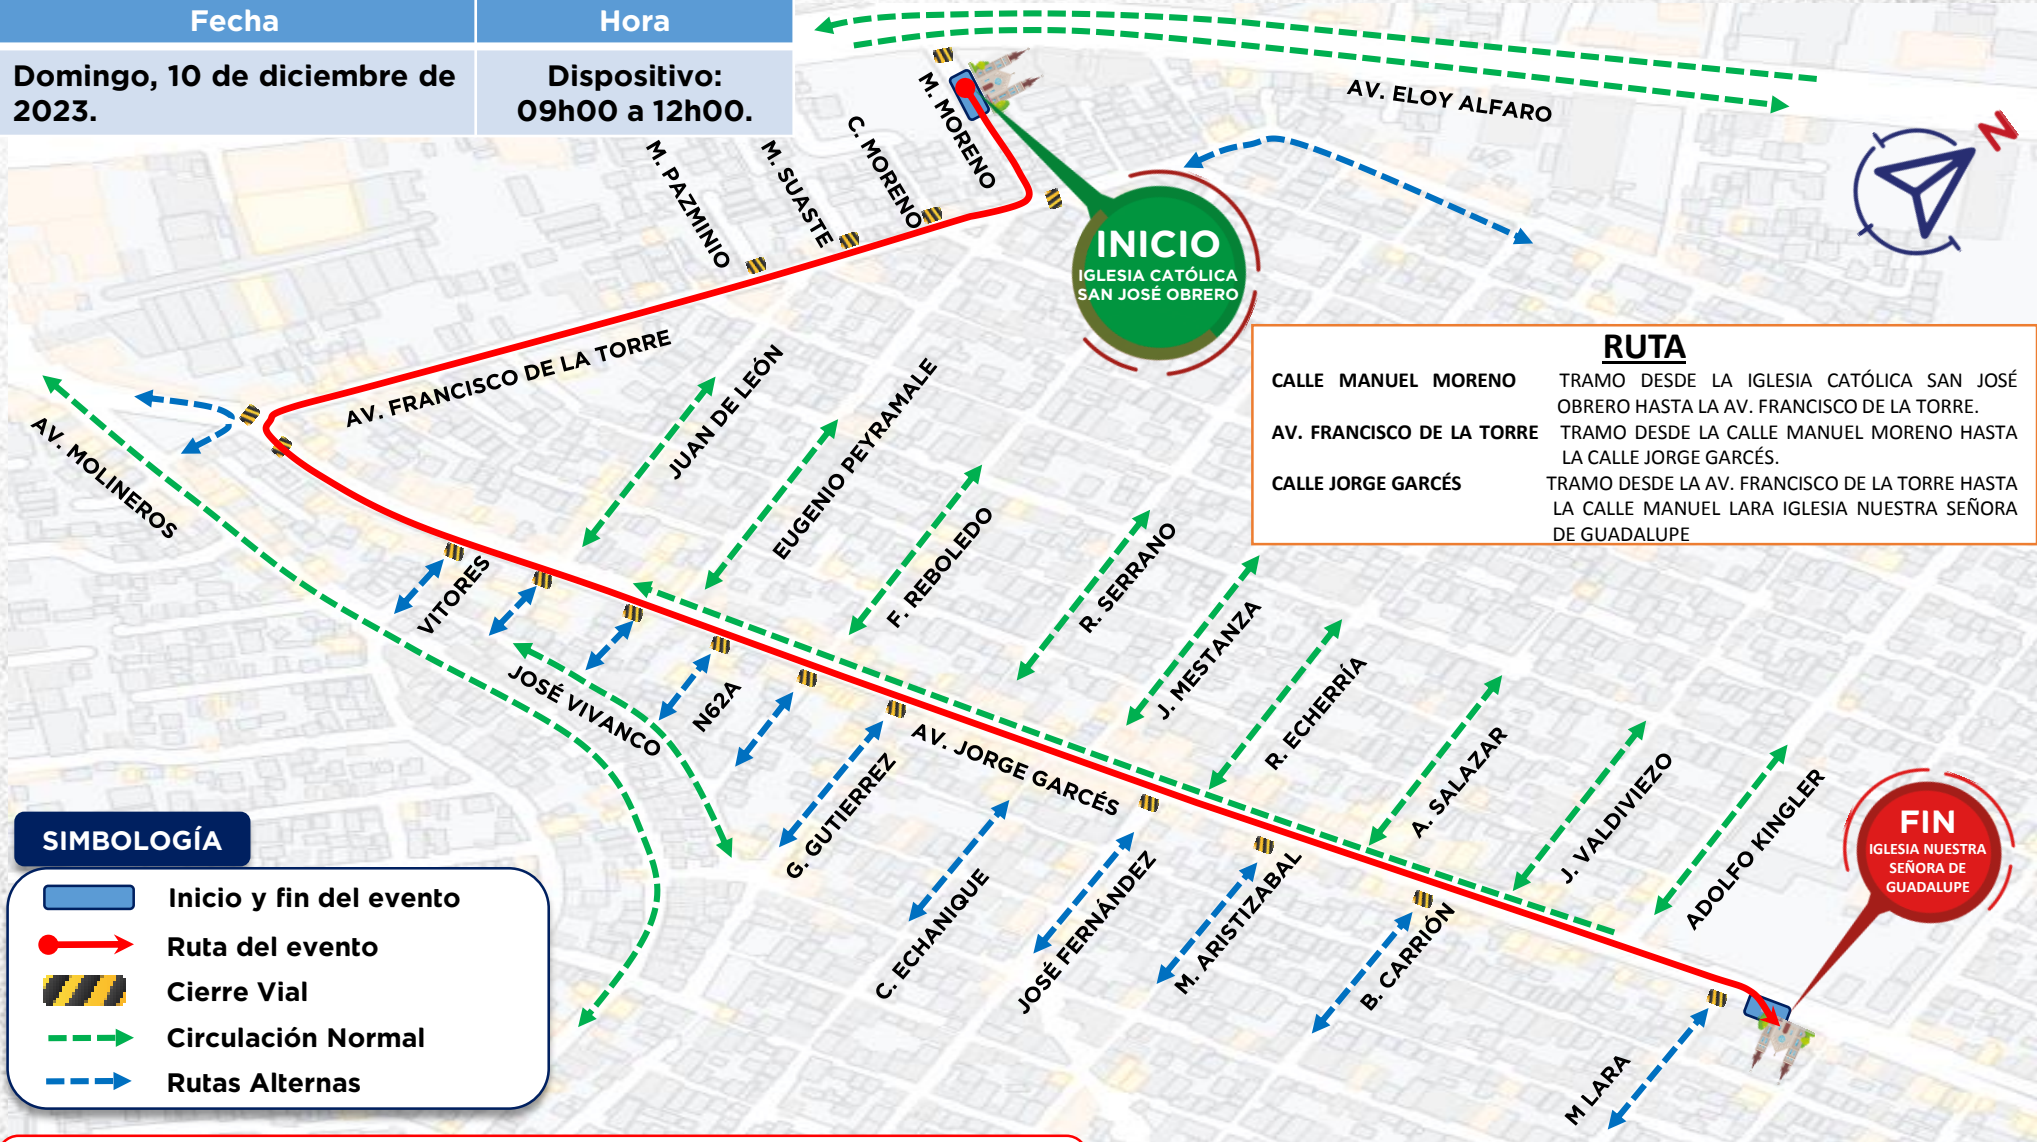 Fecha
Hora
Domingo, 10 de diciembre de
2023.
Dispositivo:
09h00 a 12h00.
AV. ELOY ALFARO
N
M. MORENO
C. MORENO
M. SUASTE
M. PAZMINIO
INICIO
IGLESIA CATÓLICA
SAN JOSÉ OBRERO
RUTA
CALLE MANUEL MORENO TRAMO DESDE LA IGLESIA CATÓLICA SAN JOSÉ
OBRERO HASTA LA AV. FRANCISCO DE LA TORRE.
AV. FRANCISCO DE LA TORRE TRAMO DESDE LA CALLE MANUEL MORENO HASTA
LA CALLE JORGE GARCÉS.
CALLE JORGE GARCÉS TRAMO DESDE LA AV. FRANCISCO DE LA TORRE HASTA
LA CALLE MANUEL LARA IGLESIA NUESTRA SEÑORA
DE GUADALUPE
AV. FRANCISCO DE LA TORRE
AV. MOLINEROS
JUAN DE LEÓN
EUGENIO PEYRAMALE
F. REBOLEDO
R. SERRANO
J. MESTANZA
R. ECHERRÍA
A. SALAZAR
J. VALDIVIEZO
ADOLFO KINGLER
VITORES
JOSÉ VIVANCO
N62A
G. GUTIERREZ
AV. JORGE GARCÉS
C. ECHANIQUE
JOSÉ FERNÁNDEZ
M. ARISTIZABAL
B. CARRIÓN
M LARA
FIN
IGLESIA NUESTRA
SEÑORA DE
GUADALUPE
SIMBOLOGÍA
Inicio y fin del evento
Ruta del evento
Cierre Vial
Circulación Normal
Rutas Alternas